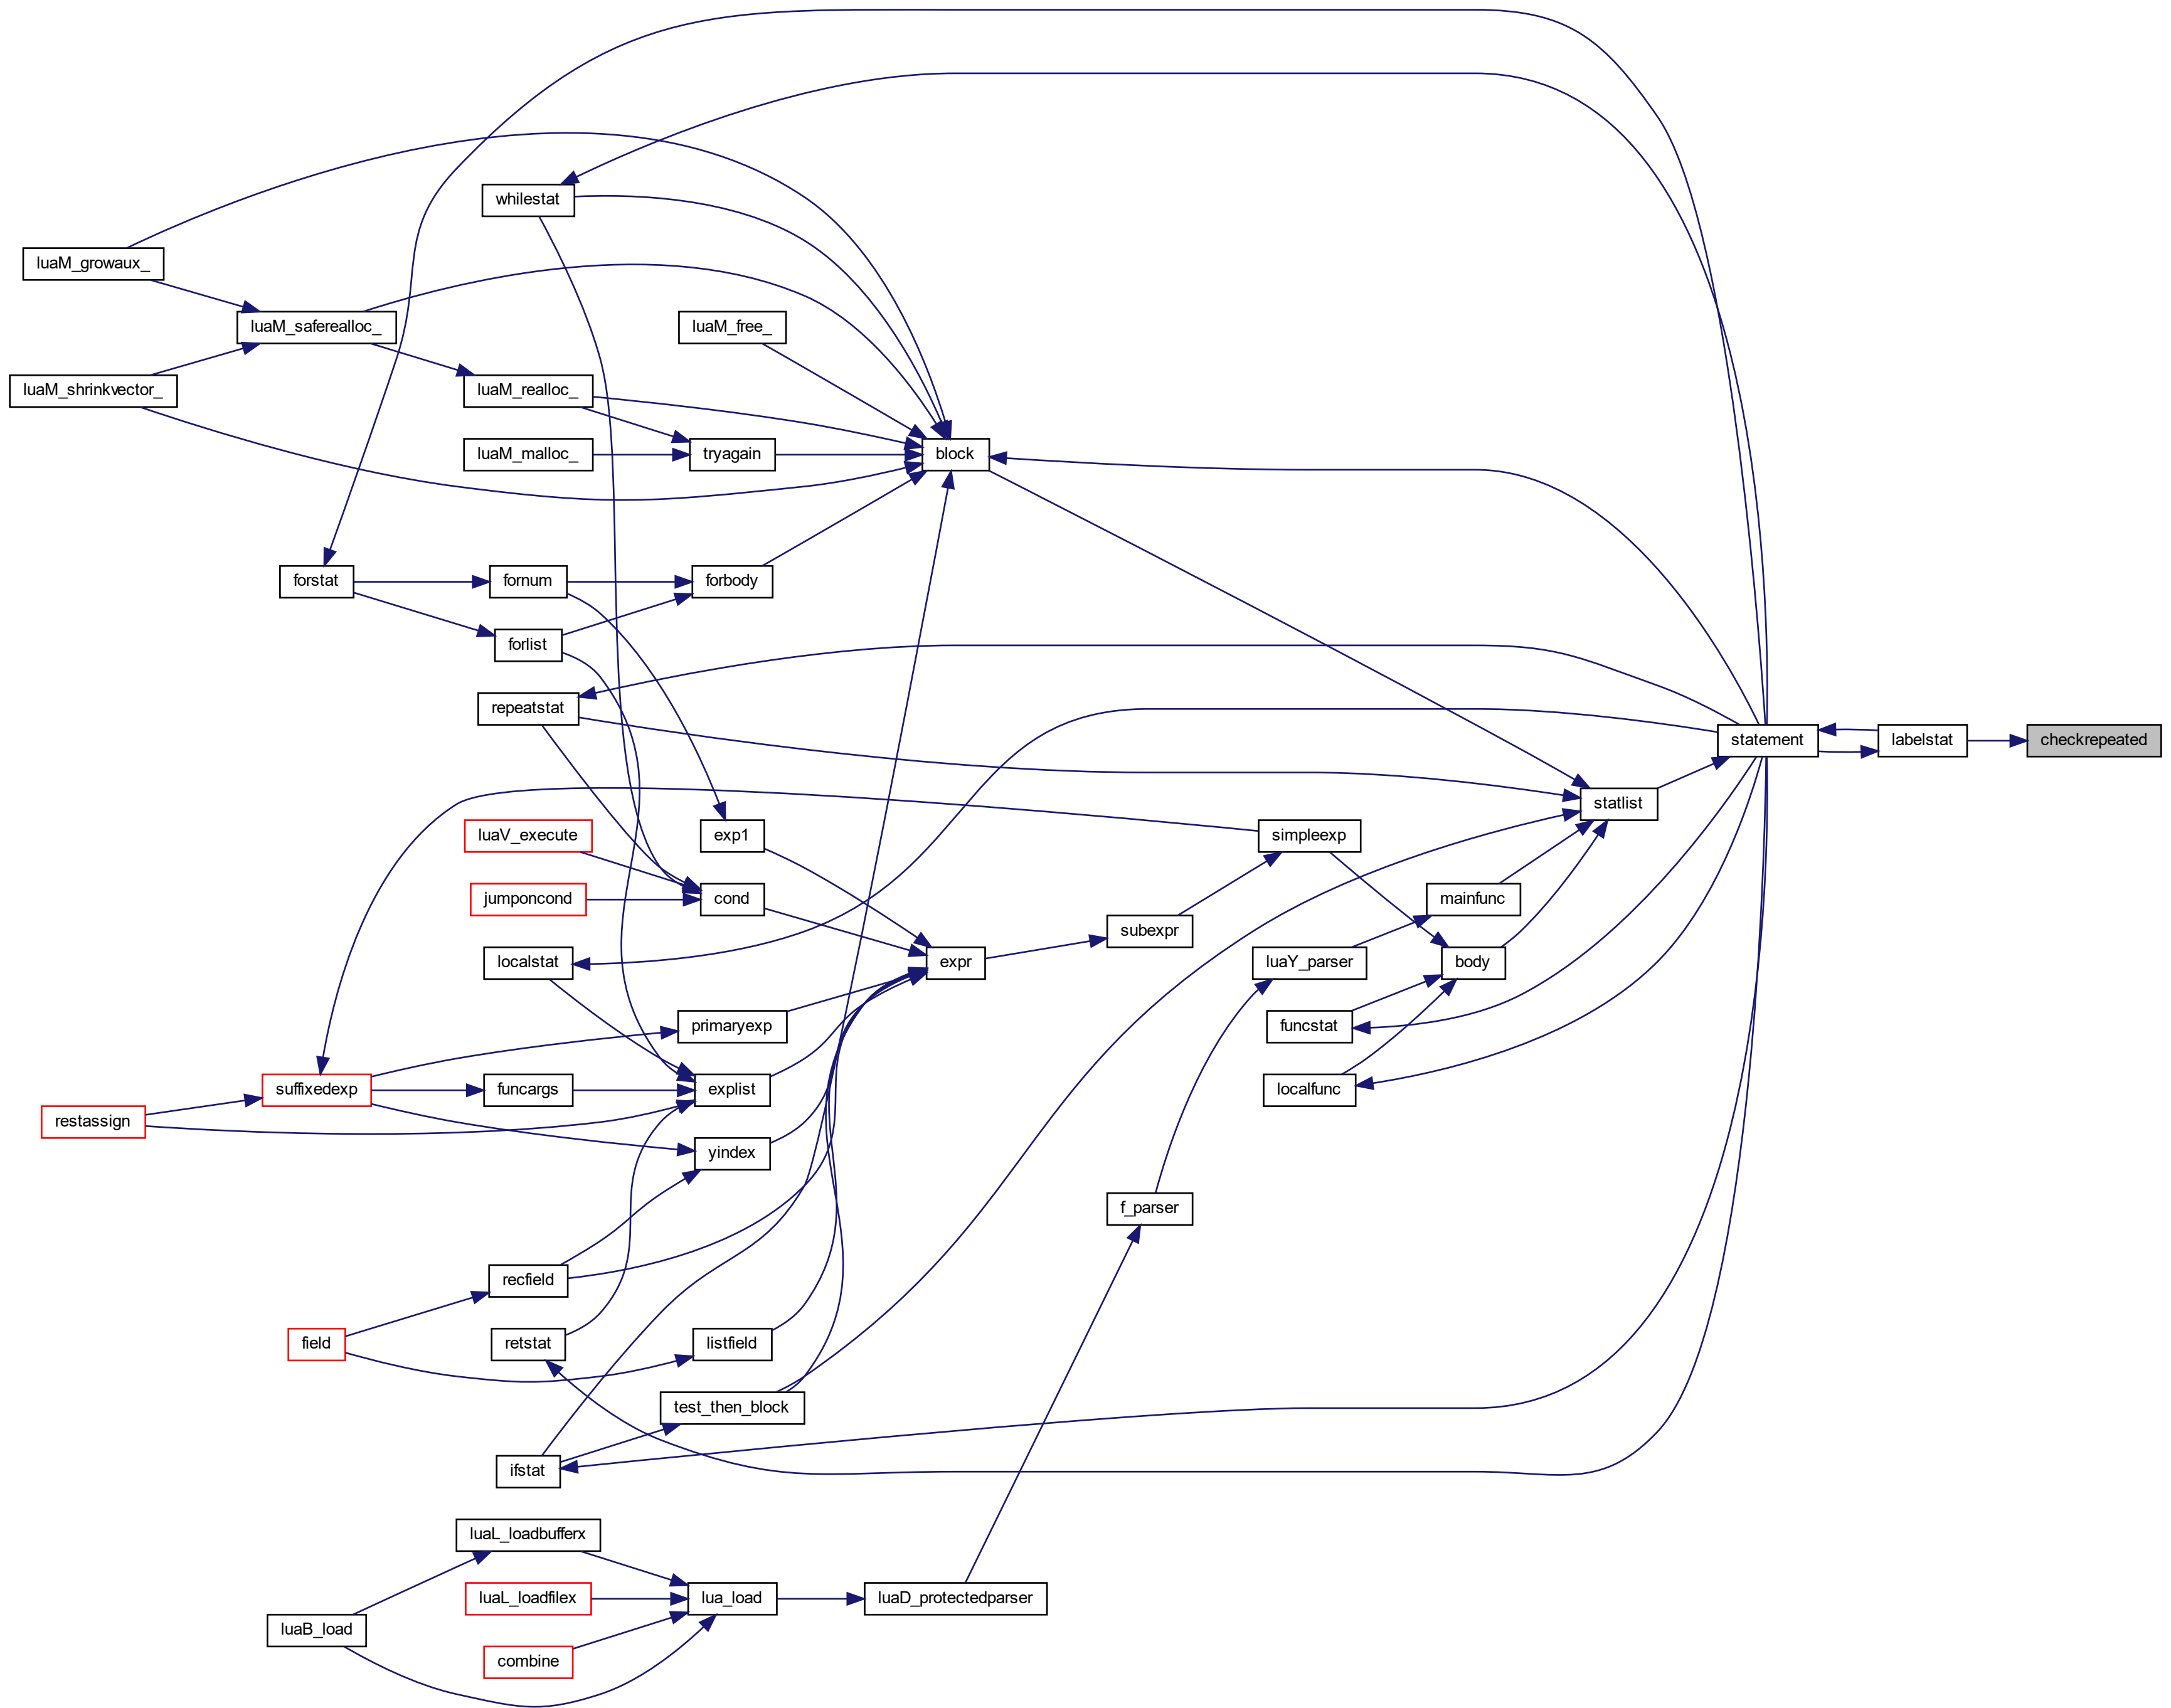 whilestat
luaM_growaux_
luaM_saferealloc_
luaM_free_
luaM_shrinkvector_
luaM_realloc_
luaM_malloc_
tryagain
block
forstat
fornum
forbody
forlist
repeatstat
statement
labelstat
checkrepeated
statlist
luaV_execute
exp1
simpleexp
jumponcond
cond
mainfunc
subexpr
localstat
expr
luaY_parser
body
primaryexp
funcstat
suffixedexp
funcargs
explist
localfunc
restassign
yindex
f_parser
recfield
field
retstat
listfield
test_then_block
ifstat
luaL_loadbufferx
luaL_loadfilex
lua_load
luaD_protectedparser
luaB_load
combine